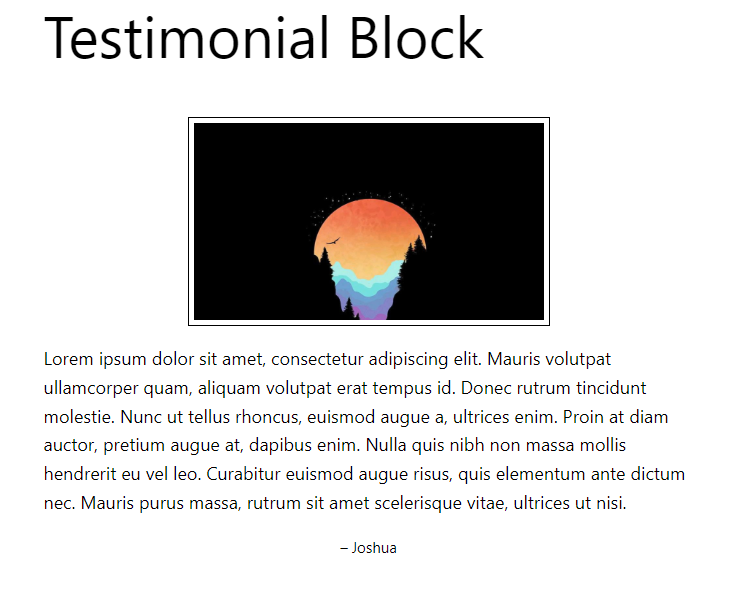 Testimonial Block
Lorem ipsum dolor sit amet, consectetur adipiscing elit. Mauris volutpat
ullamcorper quam, aliquam volutpat erat tempus id. Donec rutrum tincidunt
molestie. Nunc ut tellus rhoncus, euismod augue a, ultrices enim. Proin at diam
auctor, pretium augue at, dapibus enim. Nulla quis nibh non massa mollis
hendrerit eu vel leo. Curabitur euismod augue risus, quis elementum ante dictum
nec. Mauris purus massa, rutrum sit amet scelerisque vitae, ultrices ut nisi.
– Joshua